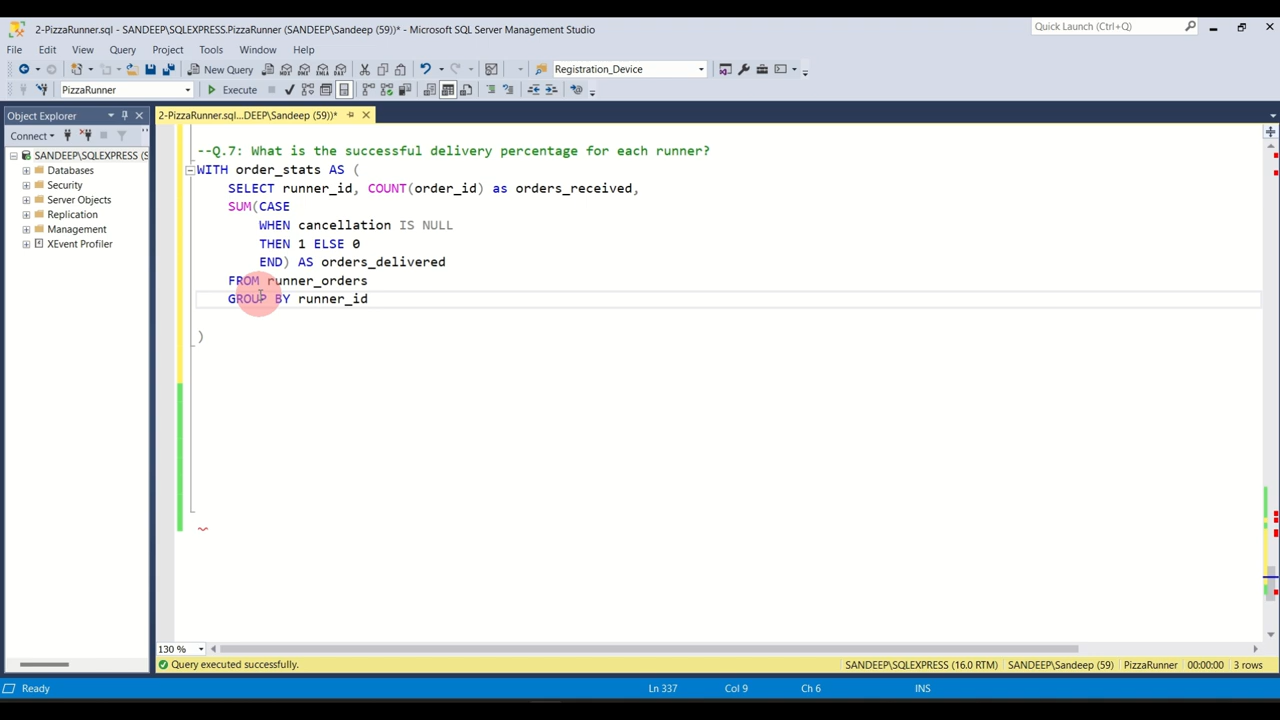 2-PizzaRunner.sql - SANDEEP\SQLEXPRESS.PizzaRunner (SANDEEP\Sandeep (59))* - Microsoft SQL Server Management Studio
Quick Launch (Ctrl+Q)
File Edit View Query Project Tools Window Help
New Query
Registration_Device
PizzaRunner
Execute
Object Explorer
2-PizzaRunner.sql...DEEP\Sandeep (59))*
Connect
SANDEEP\SQLEXPRESS (S
Databases
Security
Server Objects
Replication
Management
XEvent Profiler
--Q.7: What is the successful delivery percentage for each runner?
WITH order_stats AS (
SELECT runner_id, COUNT(order_id) as orders_received,
SUM(CASE
WHEN cancellation IS NULL
THEN 1 ELSE 0
END) AS orders_delivered
FROM runner_orders
GROUP BY runner_id
)
130 %
Query executed successfully.
SANDEEP\SQLEXPRESS (16.0 RTM) SANDEEP\Sandeep (59) PizzaRunner 00:00:00 3 rows
Ready Ln 337 Col 9 Ch 6 INS